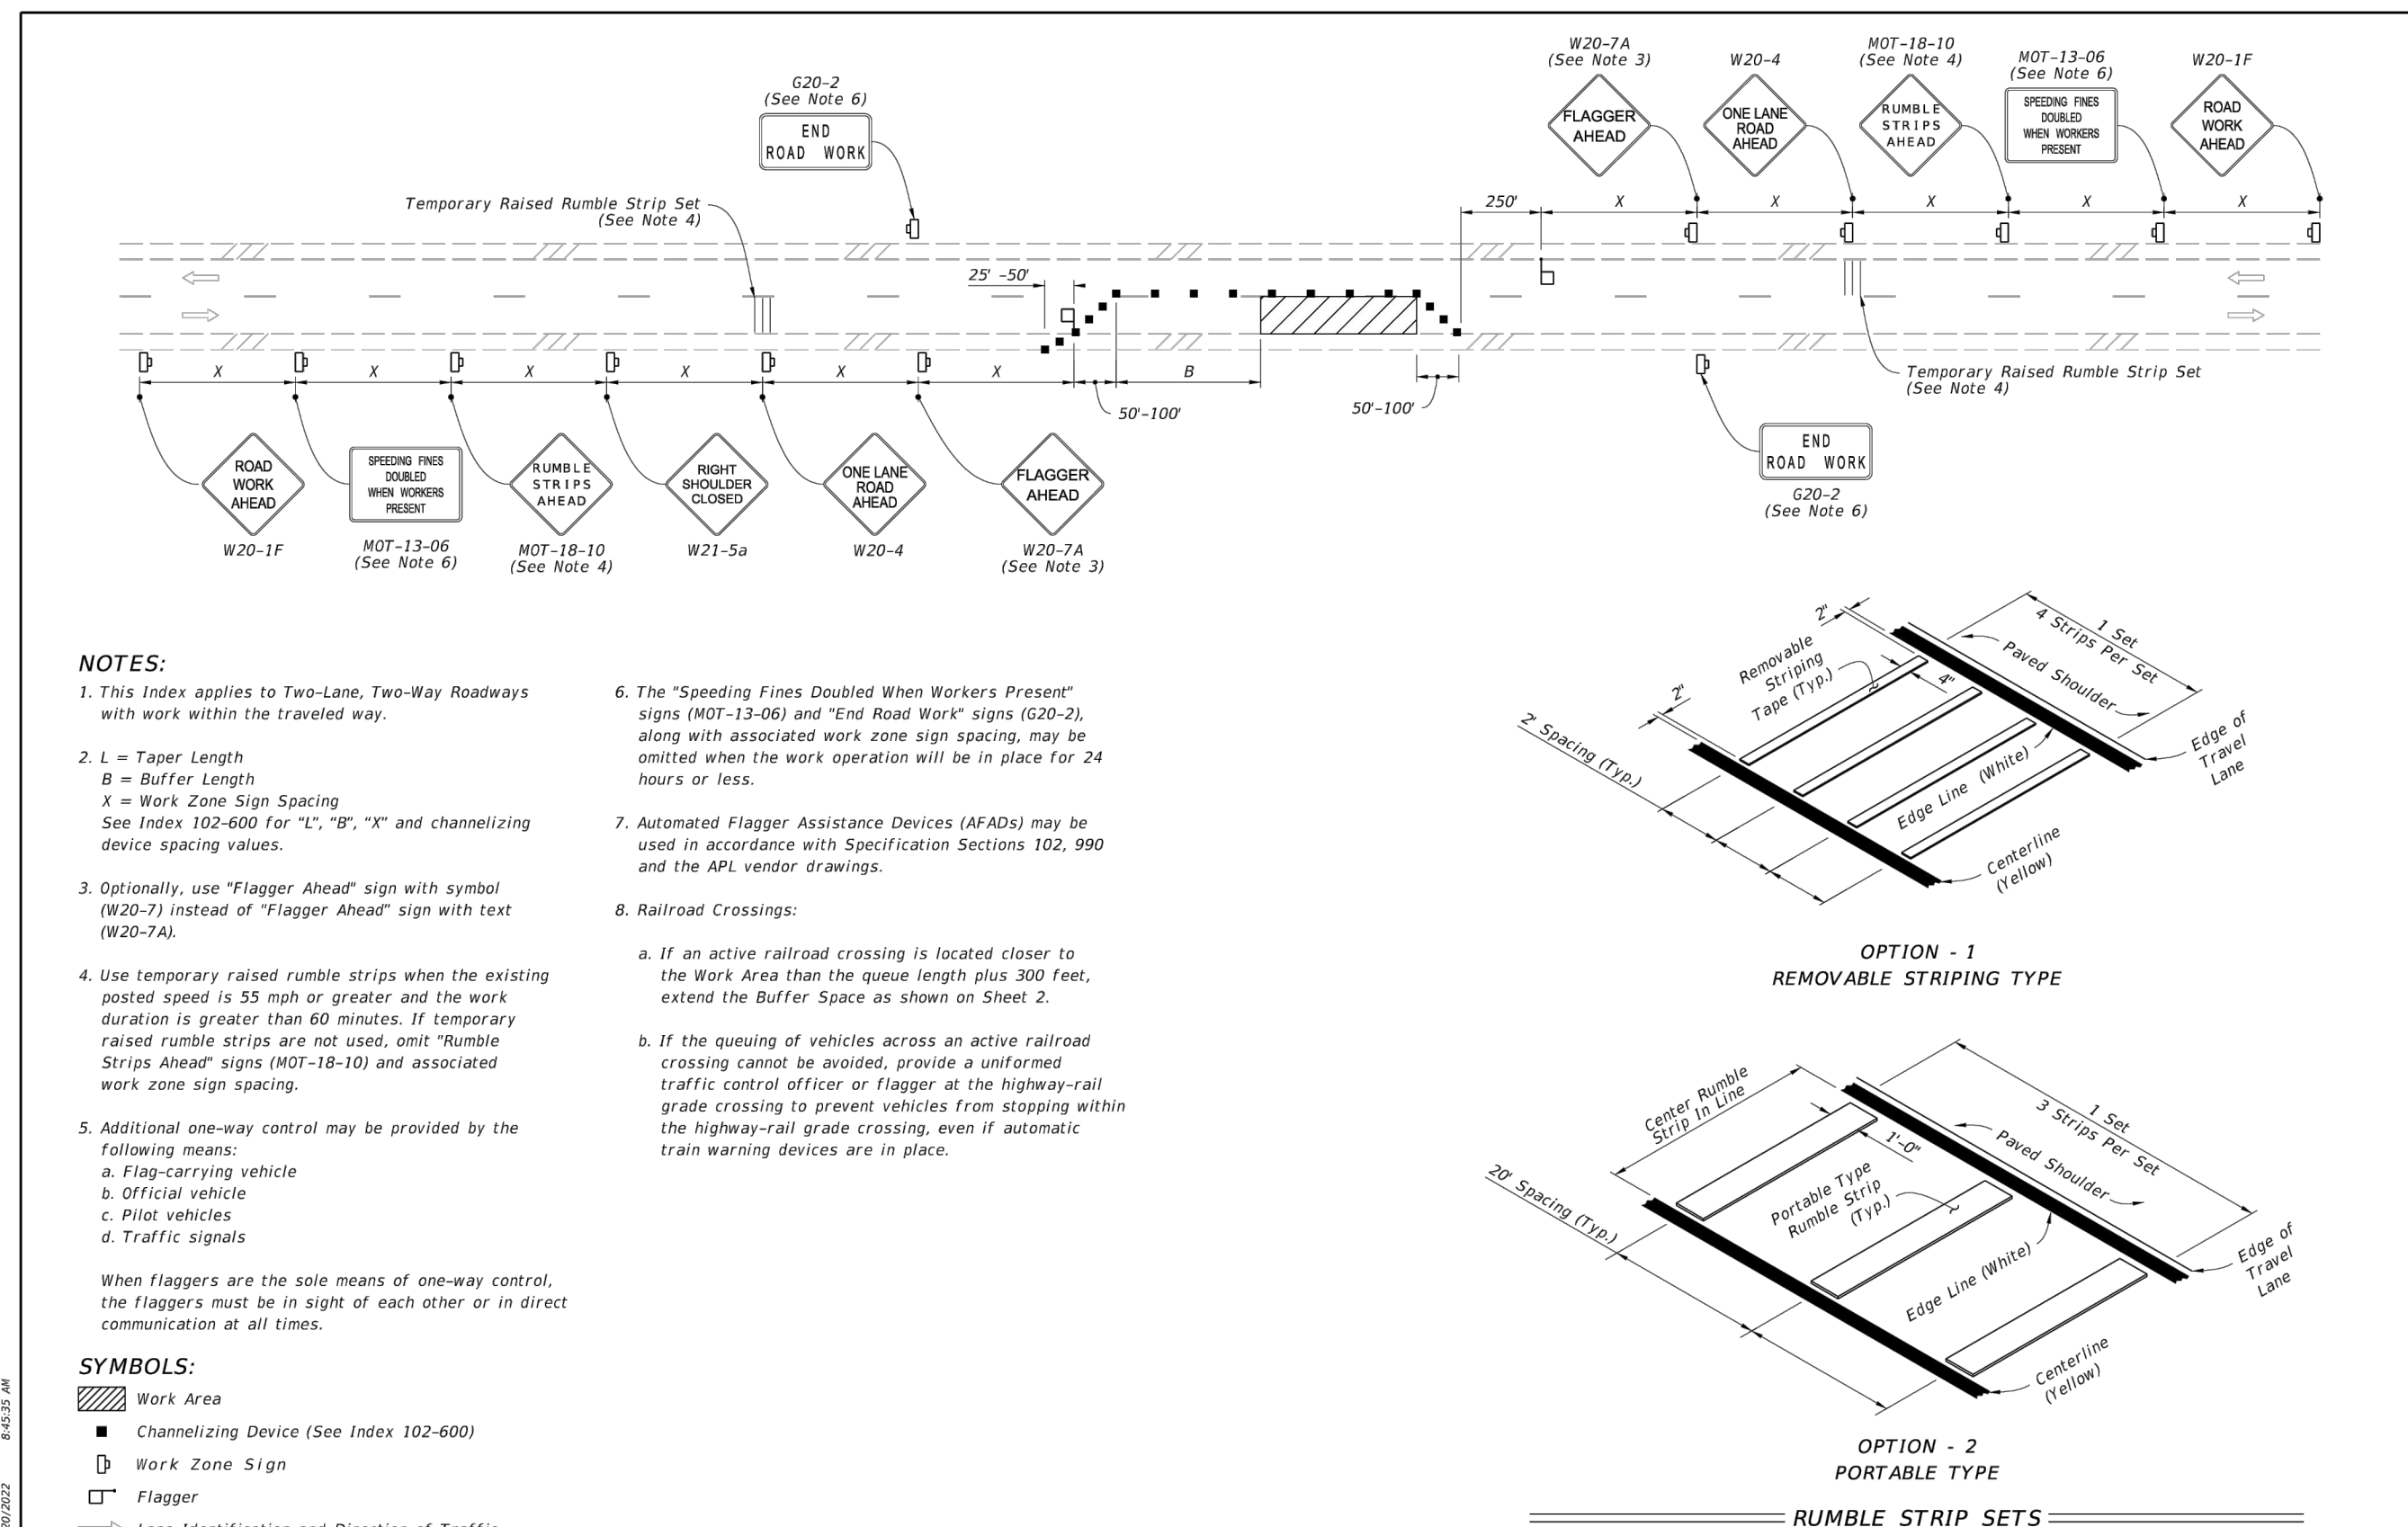 G20-2
(See Note 6)
END
ROAD WORK
Temporary Raised Rumble Strip Set
(See Note 4)
W20-7A
(See Note 3)
FLAGGER
AHEAD
W20-4
ONE LANE
ROAD
AHEAD
MOT-18-10
(See Note 4)
RUMBLE
STRIPS
AHEAD
MOT-13-06
(See Note 6)
SPEEDING FINES
DOUBLED
WHEN WORKERS
PRESENT
W20-1F
ROAD
WORK
AHEAD
250'
X
X
X
X
X
25' -50'
X
X
X
X
X
X
B
50'-100'
50'-100'
Temporary Raised Rumble Strip Set
(See Note 4)
END
ROAD WORK
G20-2
(See Note 6)
ROAD
WORK
AHEAD
W20-1F
SPEEDING FINES
DOUBLED
WHEN WORKERS
PRESENT
MOT-13-06
(See Note 6)
RUMBLE
STRIPS
AHEAD
MOT-18-10
(See Note 4)
RIGHT
SHOULDER
CLOSED
W21-5a
ONE LANE
ROAD
AHEAD
W20-4
FLAGGER
AHEAD
W20-7A
(See Note 3)
NOTES:
1. This Index applies to Two-Lane, Two-Way Roadways
with work within the traveled way.
2. L = Taper Length
B = Buffer Length
X = Work Zone Sign Spacing
See Index 102-600 for “L”, “B”, “X” and channelizing
device spacing values.
3. Optionally, use "Flagger Ahead" sign with symbol
(W20-7) instead of "Flagger Ahead” sign with text
(W20-7A).
4. Use temporary raised rumble strips when the existing
posted speed is 55 mph or greater and the work
duration is greater than 60 minutes. If temporary
raised rumble strips are not used, omit "Rumble
Strips Ahead" signs (MOT-18-10) and associated
work zone sign spacing.
5. Additional one-way control may be provided by the
following means:
a. Flag-carrying vehicle
b. Official vehicle
c. Pilot vehicles
d. Traffic signals
When flaggers are the sole means of one-way control,
the flaggers must be in sight of each other or in direct
communication at all times.
6. The "Speeding Fines Doubled When Workers Present"
signs (MOT-13-06) and "End Road Work" signs (G20-2),
along with associated work zone sign spacing, may be
omitted when the work operation will be in place for 24
hours or less.
7. Automated Flagger Assistance Devices (AFADs) may be
used in accordance with Specification Sections 102, 990
and the APL vendor drawings.
8. Railroad Crossings:
a. If an active railroad crossing is located closer to
the Work Area than the queue length plus 300 feet,
extend the Buffer Space as shown on Sheet 2.
b. If the queuing of vehicles across an active railroad
crossing cannot be avoided, provide a uniformed
traffic control officer or flagger at the highway-rail
grade crossing to prevent vehicles from stopping within
the highway-rail grade crossing, even if automatic
train warning devices are in place.
SYMBOLS:
Work Area
Channelizing Device (See Index 102-600)
Work Zone Sign
Flagger
Lane Identification and Direction of Traffic
8:45:35 AM
20/2022
2"
2"
Removable
Striping
Tape (Typ.)
4"
1 Set
4 Strips Per Set
Paved Shoulder
2' Spacing (Typ.)
Edge Line (White)
Edge of
Travel
Lane
Centerline
(Yellow)
OPTION - 1
REMOVABLE STRIPING TYPE
Center Rumble
Strip In Line
1'-0"
1 Set
3 Strips Per Set
Paved Shoulder
Portable Type
Rumble Strip
(Typ.)
20' Spacing (Typ.)
Edge Line (White)
Edge of
Travel
Lane
Centerline
(Yellow)
OPTION - 2
PORTABLE TYPE
RUMBLE STRIP SETS